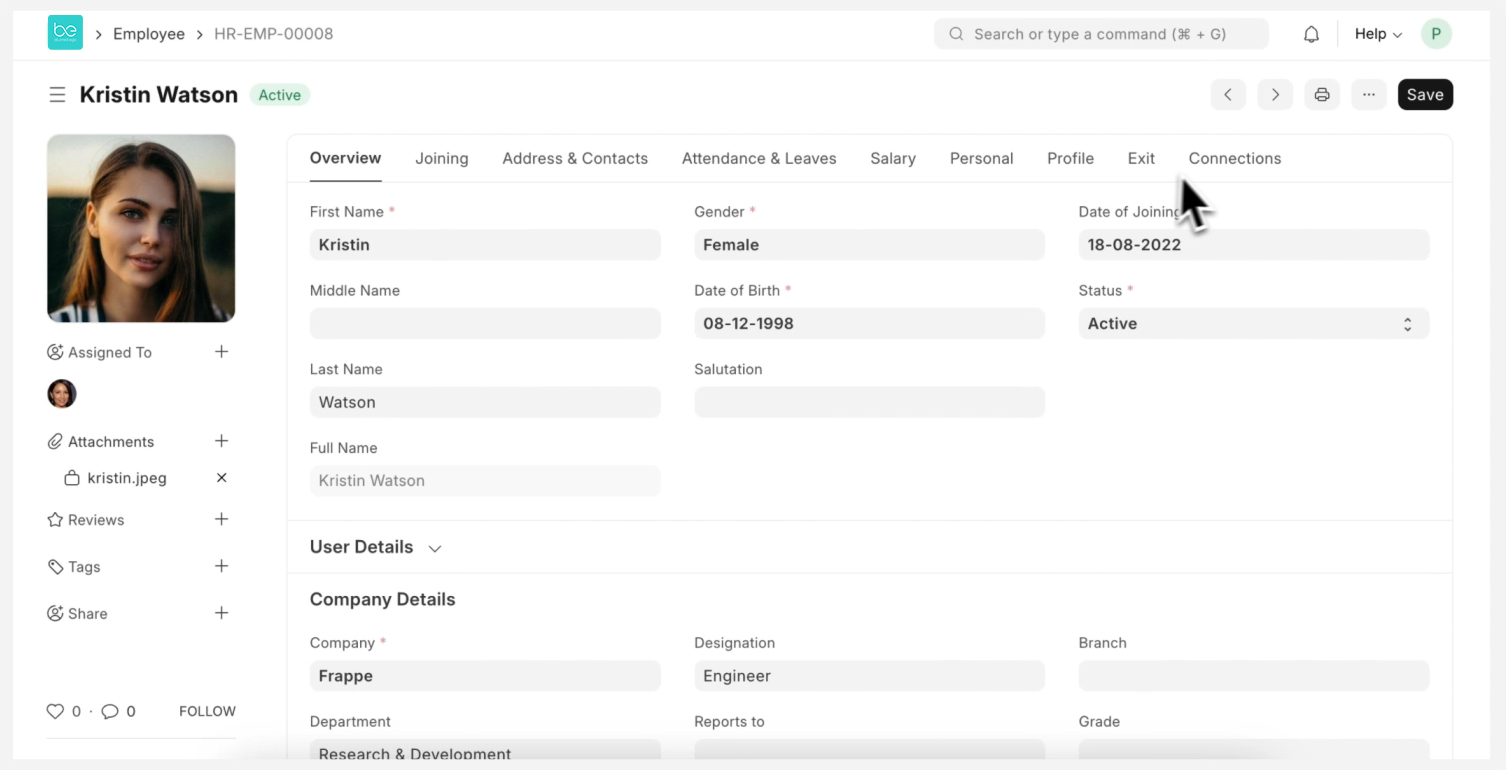 be > Employee > HR-EMP-00008
Search or type a command (⌘ + G)
Help
P
Kristin Watson
Active
...
Save
Overview
Joining
Address & Contacts
Attendance & Leaves
Salary
Personal
Profile
Exit
Connections
Assigned To
Attachments
kristin.jpeg
Reviews
Tags
Share
0 · 0
FOLLOW
First Name *
Kristin
Gender *
Female
Date of Joining
18-08-2022
Middle Name
Date of Birth *
08-12-1998
Status *
Active
Last Name
Watson
Salutation
Full Name
Kristin Watson
User Details
Company Details
Company *
Frappe
Designation
Engineer
Branch
Department
Research & Development
Reports to
Grade